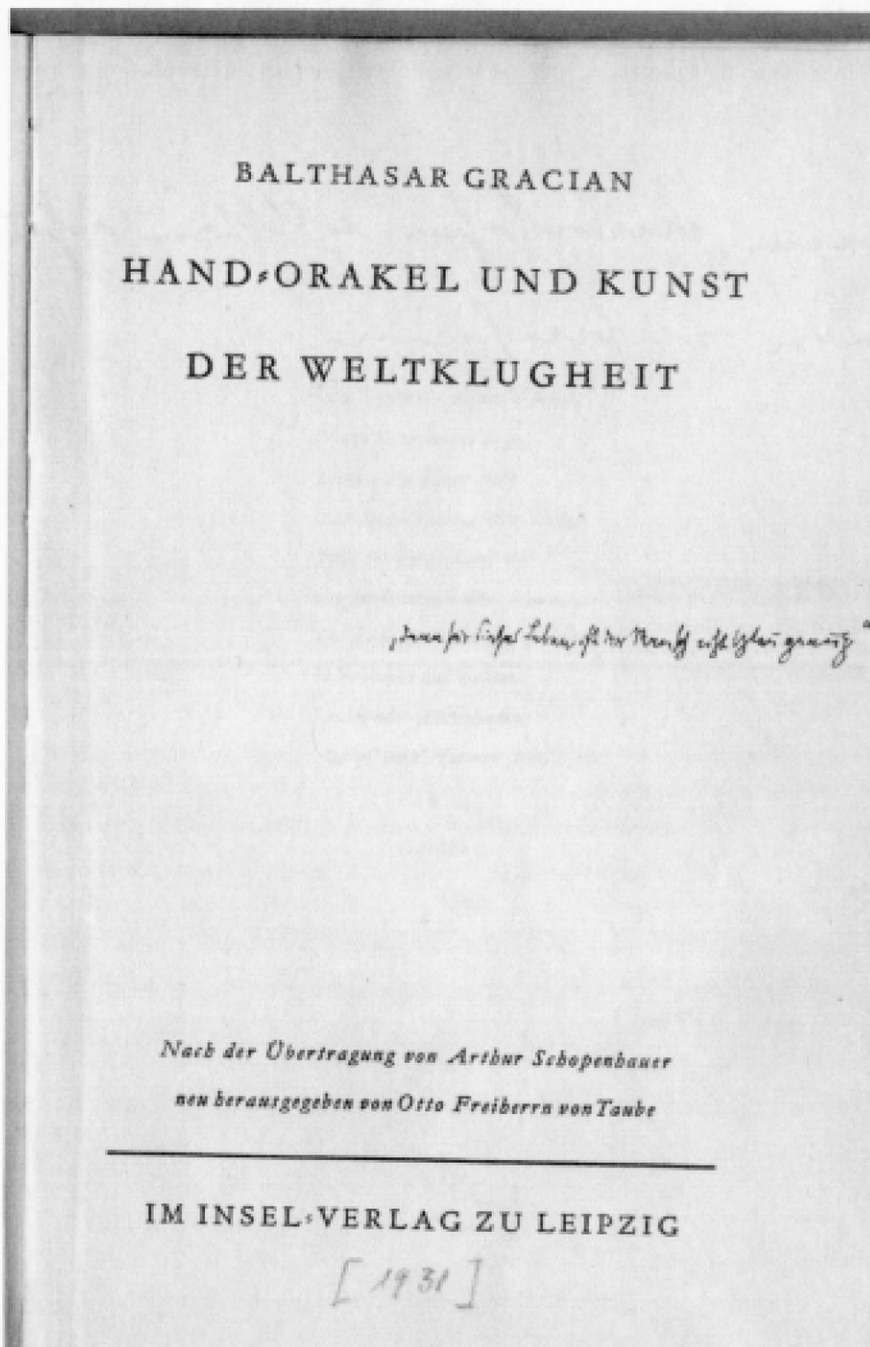 BALTHASAR GRACIAN
HAND-ORAKEL UND KUNST
DER WELTKLUGHEIT
„denn für dieses Leben ist der Mensch nicht schlau genug“
Nach der Übertragung von Arthur Schopenhauer
neu herausgegeben von Otto Freiherrn von Taube
IM INSEL-VERLAG ZU LEIPZIG
[1931]